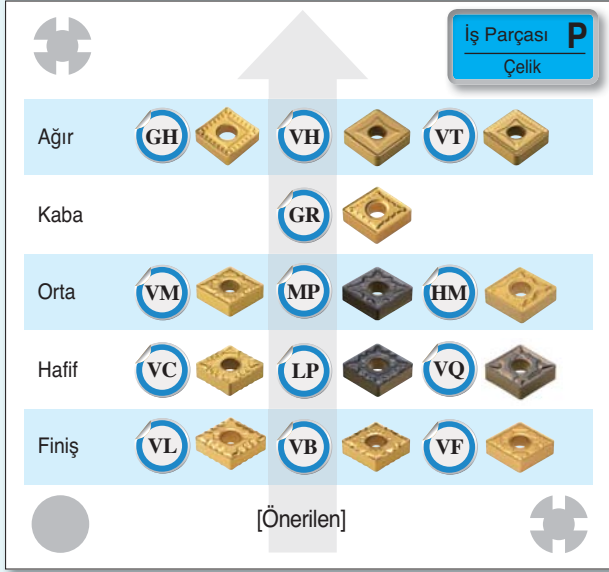 İş Parçası P
Çelik
Ağır GH VH VT
Kaba GR
Orta VM MP HM
Hafif VC LP VQ
Finiş VL VB VF
[Önerilen]